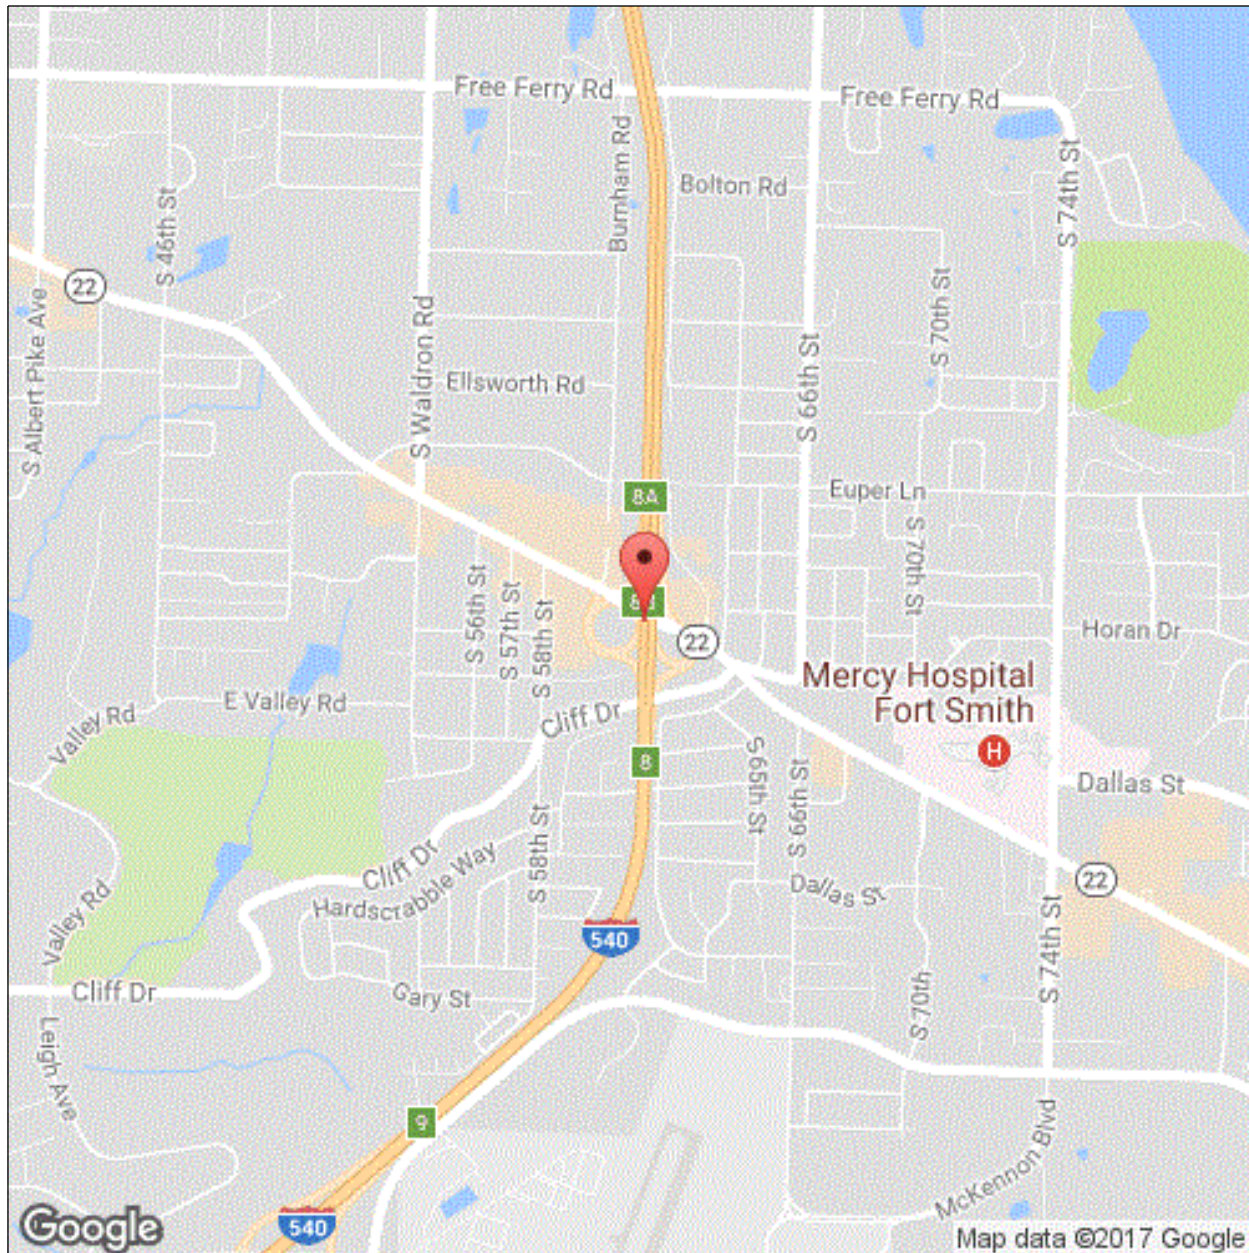 Free Ferry Rd
Free Ferry Rd
Burnham Rd
Bolton Rd
S 74th St
S 46th St
22
S Albert Pike Ave
S Waldron Rd
S 70th St
S 66th St
Ellsworth Rd
8A
Euper Ln
S 70th St
S 56th St
S 57th St
S 58th St
22
Horan Dr
Mercy Hospital
Fort Smith
H
E Valley Rd
Valley Rd
Cliff Dr
8
S 65th St
S 66th St
Dallas St
S 58th St
Cliff Dr
Hardscrabble Way
Valley Rd
Dallas St
22
540
S 74th St
Cliff Dr
Gary St
S 70th
Leigh Ave
9
McKennon Blvd
540
Google
Map data ©2017 Google